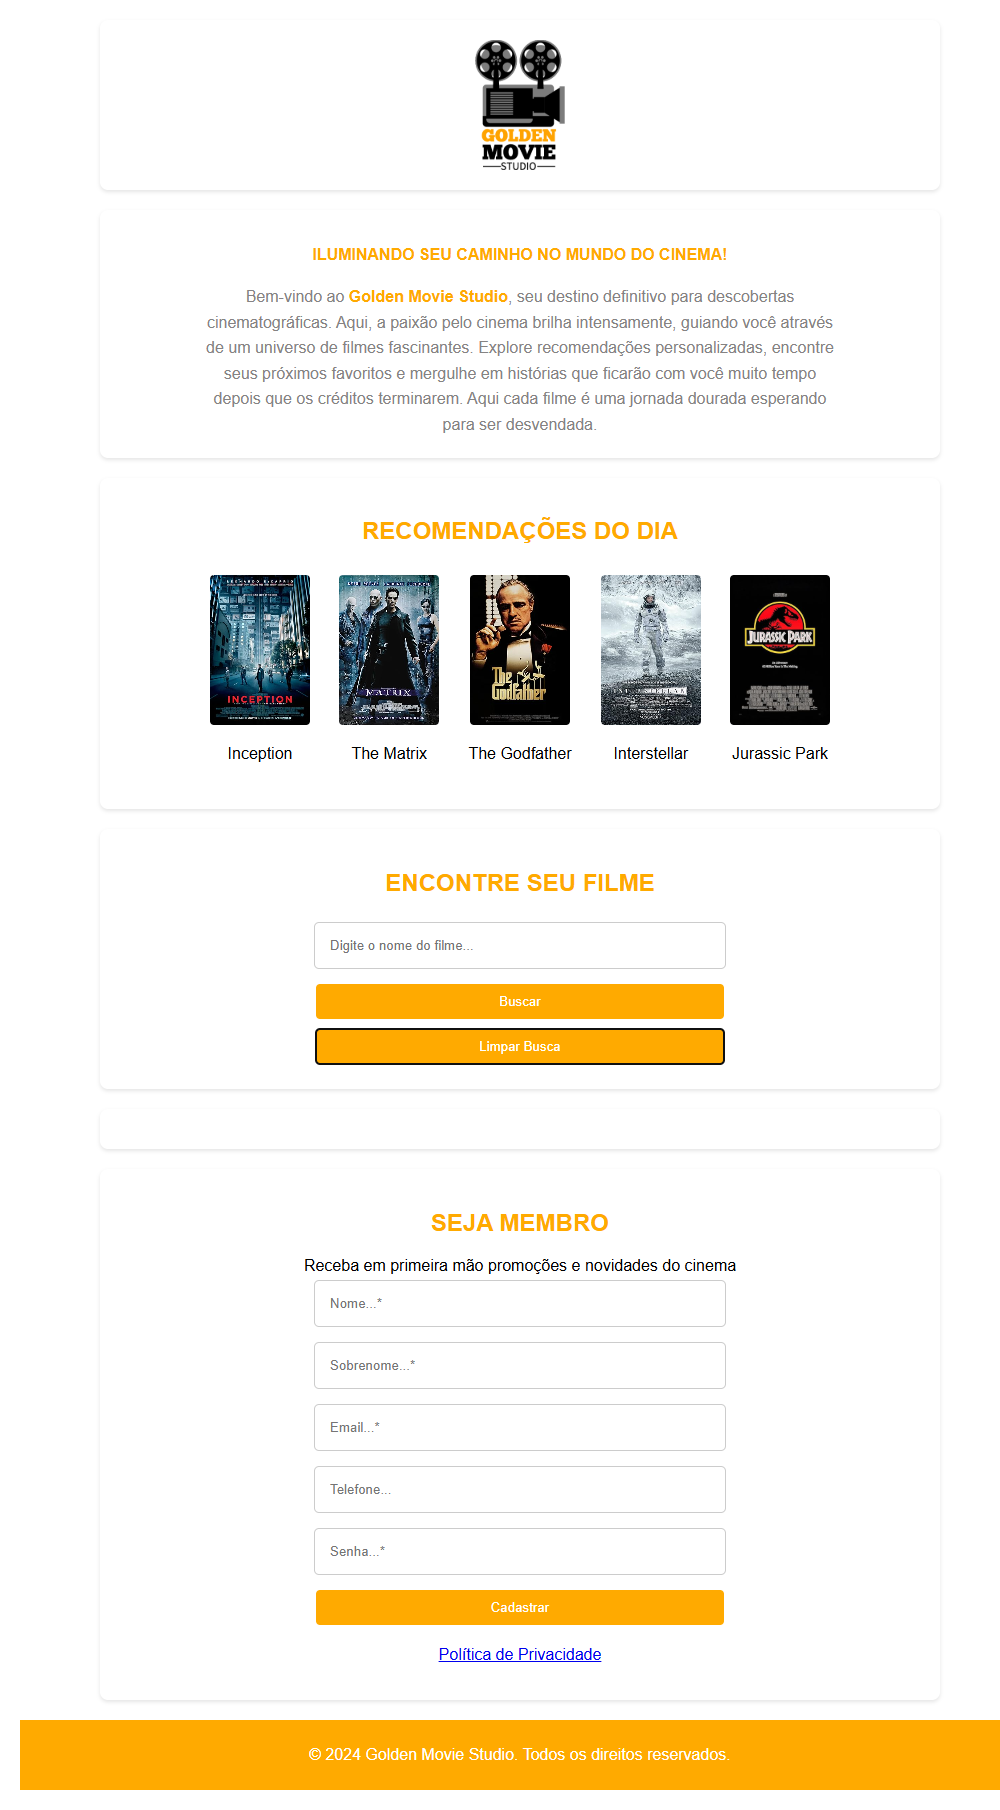 GOLDEN
MOVIE
STUDIO
ILUMINANDO SEU CAMINHO NO MUNDO DO CINEMA!
Bem-vindo ao Golden Movie Studio, seu destino definitivo para descobertas
cinematográficas. Aqui, a paixão pelo cinema brilha intensamente, guiando você através
de um universo de filmes fascinantes. Explore recomendações personalizadas, encontre
seus próximos favoritos e mergulhe em histórias que ficarão com você muito tempo
depois que os créditos terminarem. Aqui cada filme é uma jornada dourada esperando
para ser desvendada.
RECOMENDAÇÕES DO DIA
INCEPTION
MATRIX
The
Godfather
INTERSTELLAR
JURASSIC PARK
Inception
The Matrix
The Godfather
Interstellar
Jurassic Park
ENCONTRE SEU FILME
Digite o nome do filme...
Buscar
Limpar Busca
SEJA MEMBRO
Receba em primeira mão promoções e novidades do cinema
Nome...*
Sobrenome...*
Email...*
Telefone...
Senha...*
Cadastrar
Política de Privacidade
© 2024 Golden Movie Studio. Todos os direitos reservados.